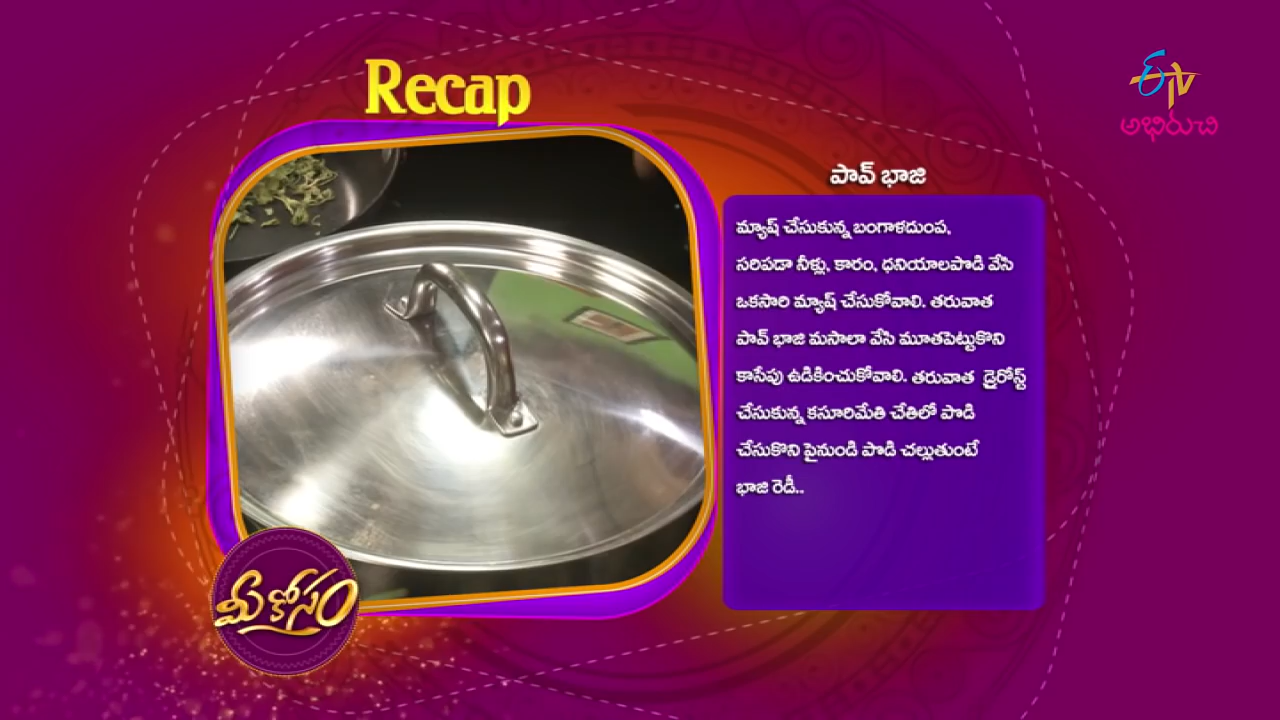 Recap
ETV
అభిరుచి
పావ్ భాజి
మ్యాష్ చేసుకున్న బంగాళదుంప,
సరిపడా నీళ్లు, కారం, ధనియాలపొడి వేసి
ఒకసారి మ్యాష్ చేసుకోవాలి. తరువాత
పావ్ భాజి మసాలా వేసి మూతపెట్టుకొని
కాసేపు ఉడికించుకోవాలి. తరువాత డ్రైరోస్ట్
చేసుకున్న కసూరిమేతి చేతిలో పొడి
చేసుకొని పైనుండి పొడి చల్లుతుంటే
భాజి రెడీ..
మీ కోసం